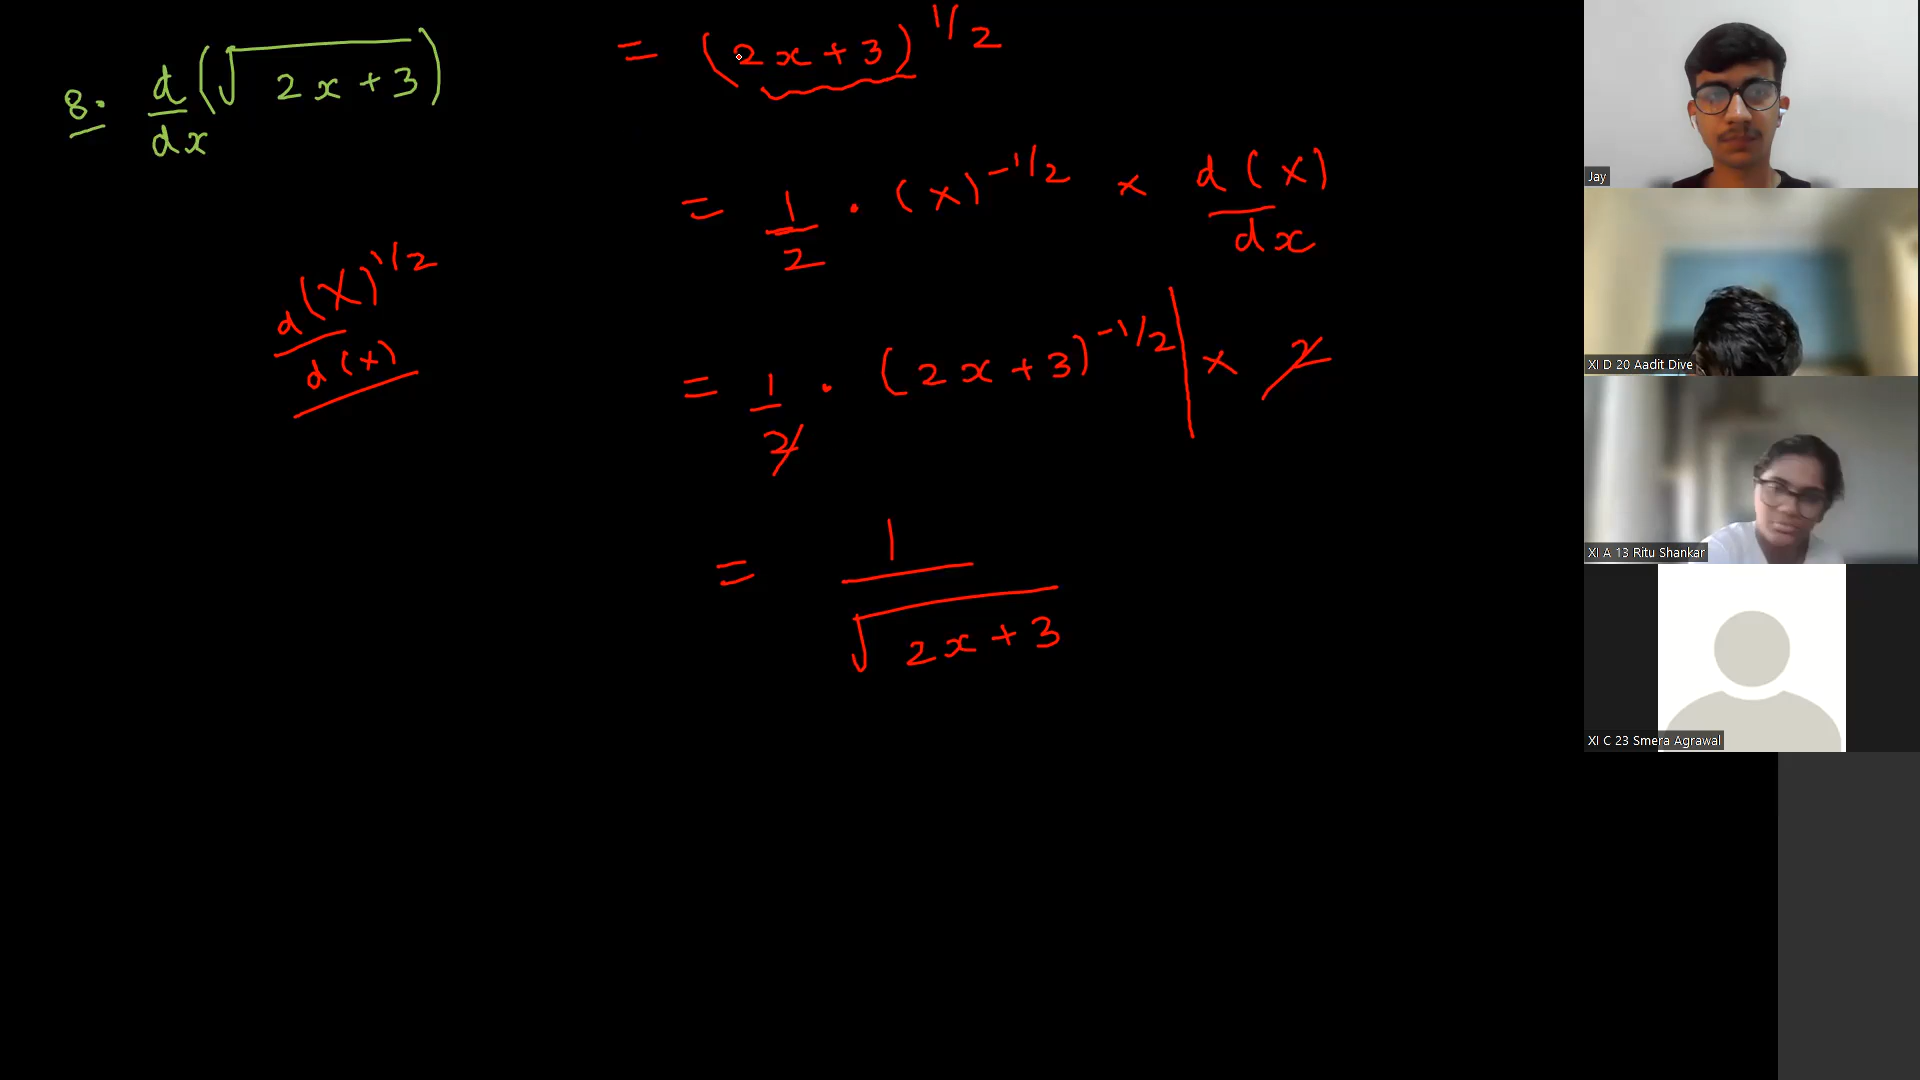 8. d/dx (√2x+3)
= (2x+3)^1/2
= 1/2 · (X)^-1/2 × d(X)/dx
d(X)^1/2 / d(X)
= 1/2 · (2x+3)^-1/2 × 2
= 1/√2x+3
Jay
XI D 20 Aadit Dive
XI A 13 Ritu Shankar
XI C 23 Smera Agrawal